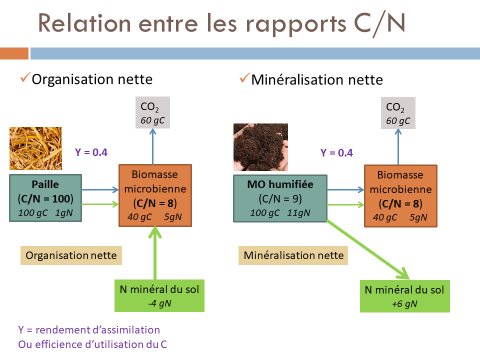 Relation entre les rapports C/N
✓Organisation nette
✓Minéralisation nette
CO2
60 gC
CO2
60 gC
Y = 0.4
Y = 0.4
Paille
(C/N = 100)
100 gC 1gN
Biomasse
microbienne
(C/N = 8)
40 gC 5gN
MO humifiée
(C/N = 9)
100 gC 11gN
Biomasse
microbienne
(C/N = 8)
40 gC 5gN
Organisation nette
Minéralisation nette
N minéral du sol
-4 gN
N minéral du sol
+6 gN
Y = rendement d'assimilation
Ou efficience d'utilisation du C